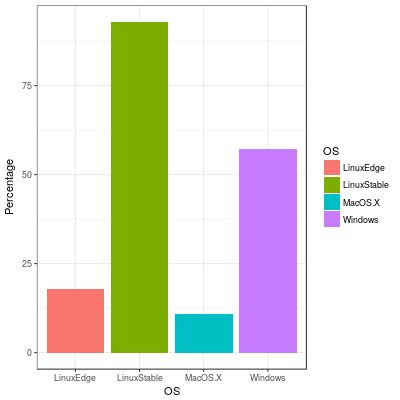 Percentage
75
50
25
0
LinuxEdge LinuxStable MacOS.X Windows
OS
OS
LinuxEdge
LinuxStable
MacOS.X
Windows